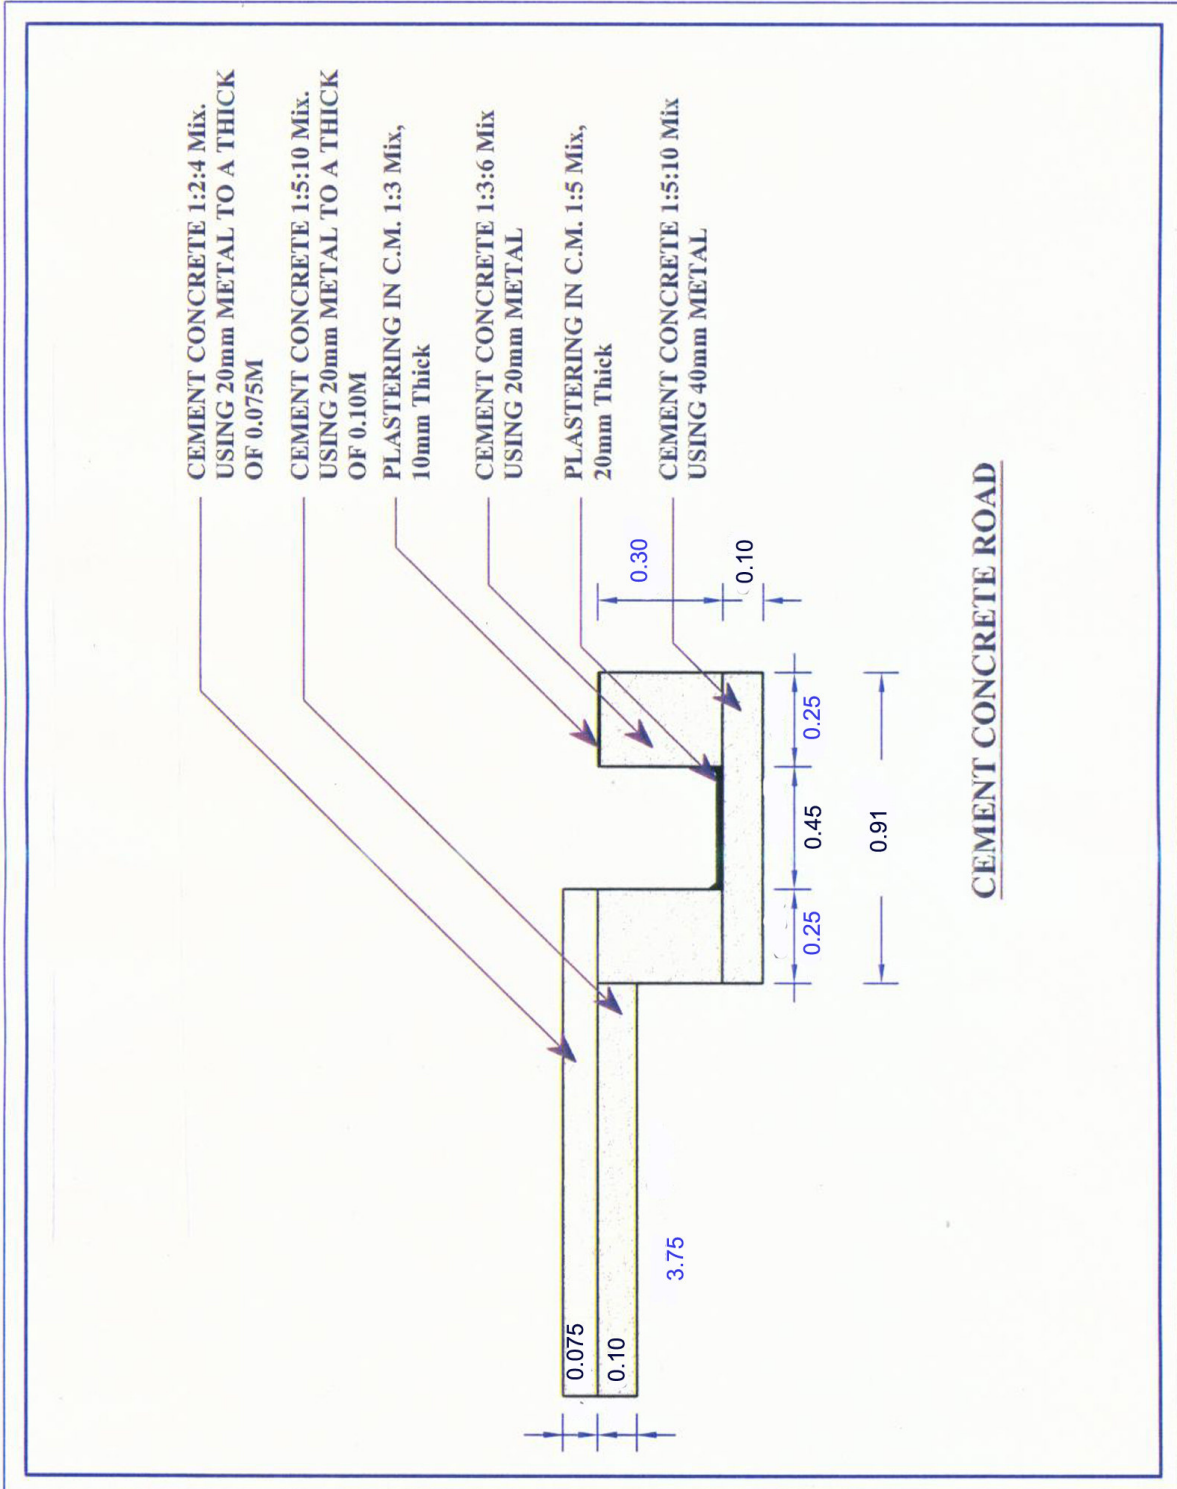 CEMENT CONCRETE 1:2:4 Mix.
USING 20mm METAL TO A THICK
OF 0.075M
CEMENT CONCRETE 1:5:10 Mix.
USING 20mm METAL TO A THICK
OF 0.10M
PLASTERING IN C.M. 1:3 Mix,
10mm Thick
CEMENT CONCRETE 1:3:6 Mix
USING 20mm METAL
PLASTERING IN C.M. 1:5 Mix,
20mm Thick
CEMENT CONCRETE 1:5:10 Mix
USING 40mm METAL
0.30
0.10
0.075
0.10
3.75
0.25
0.45
0.25
0.91
CEMENT CONCRETE ROAD